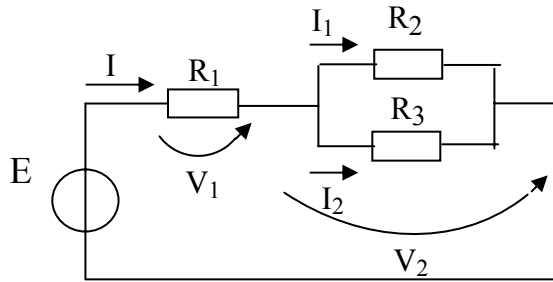 I₁
R₂
I
R₁
R₃
E
V₁
I₂
V₂